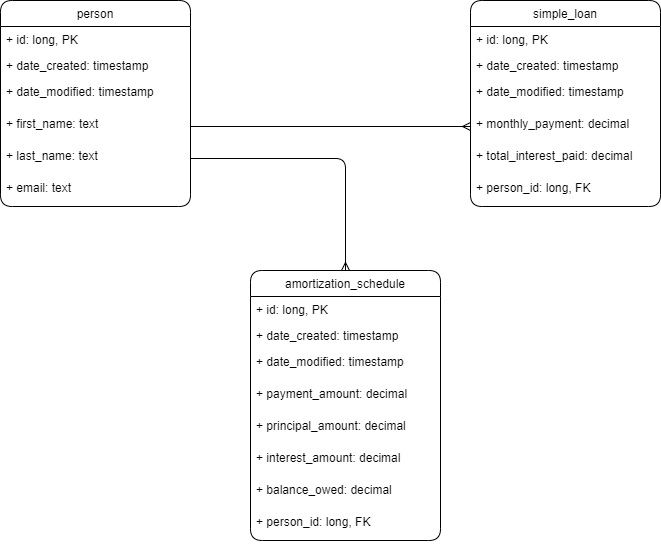 person
+ id: long, PK
+ date_created: timestamp
+ date_modified: timestamp
+ first_name: text
+ last_name: text
+ email: text
simple_loan
+ id: long, PK
+ date_created: timestamp
+ date_modified: timestamp
+ monthly_payment: decimal
+ total_interest_paid: decimal
+ person_id: long, FK
amortization_schedule
+ id: long, PK
+ date_created: timestamp
+ date_modified: timestamp
+ payment_amount: decimal
+ principal_amount: decimal
+ interest_amount: decimal
+ balance_owed: decimal
+ person_id: long, FK